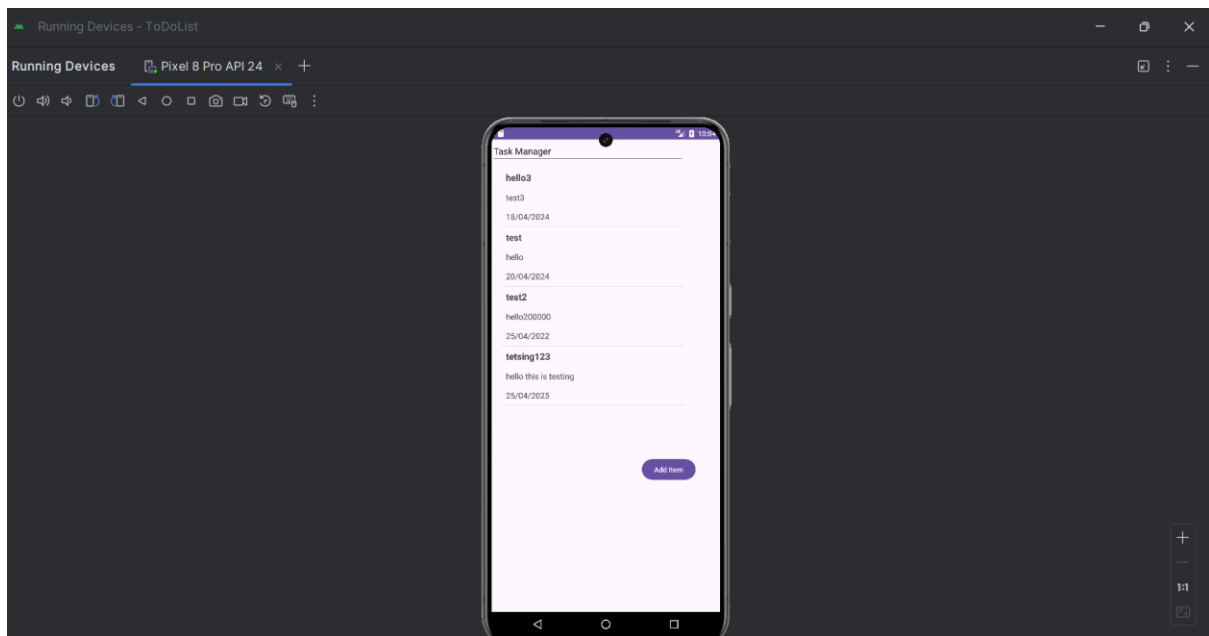 Running Devices - ToDoList
Running Devices Pixel 8 Pro API 24
10:04
Task Manager
hello3
test3
18/04/2024
test
hello
20/04/2024
test2
hello200000
25/04/2022
tetsing123
hello this is testing
25/04/2025
Add Item
1:1